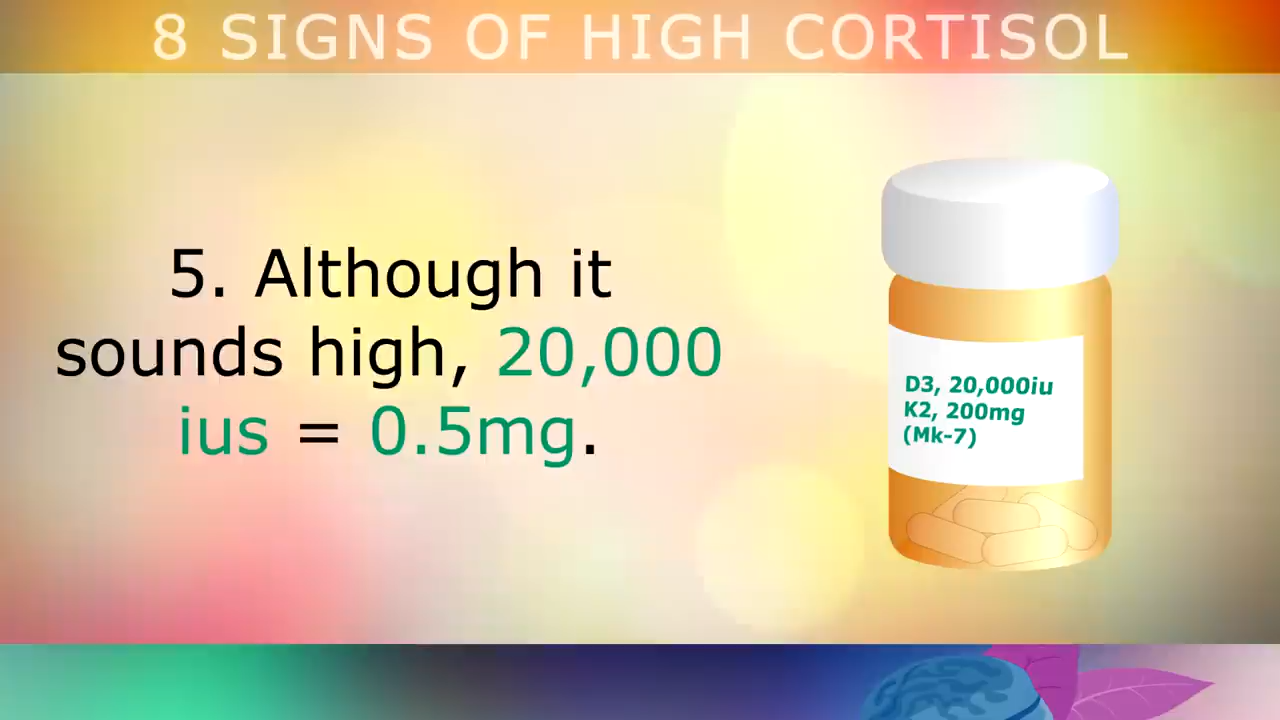 8 SIGNS OF HIGH CORTISOL
5. Although it
sounds high, 20,000
ius = 0.5mg.
D3, 20,000iu
K2, 200mg
(Mk-7)